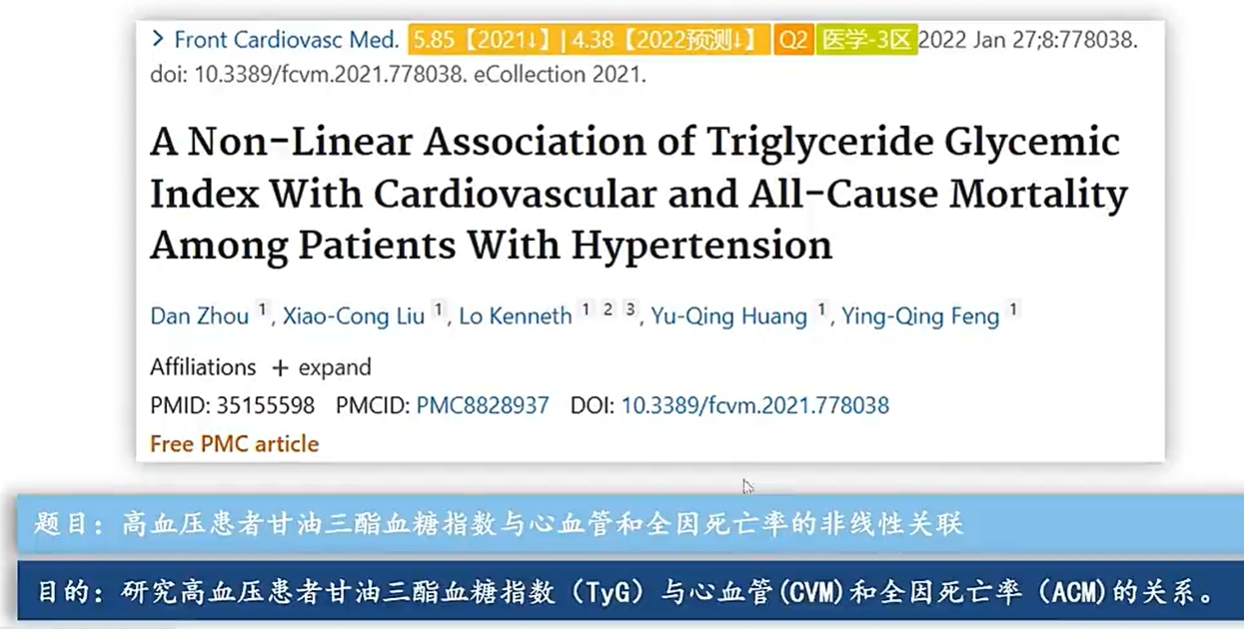 > Front Cardiovasc Med. 5.85【2021↓】| 4.38【2022预测↓】 Q2 医学-3区 2022 Jan 27;8:778038.
doi: 10.3389/fcvm.2021.778038. eCollection 2021.
A Non-Linear Association of Triglyceride Glycemic
Index With Cardiovascular and All-Cause Mortality
Among Patients With Hypertension
Dan Zhou 1, Xiao-Cong Liu 1, Lo Kenneth 1 2 3, Yu-Qing Huang 1, Ying-Qing Feng 1
Affiliations + expand
PMID: 35155598 PMCID: PMC8828937 DOI: 10.3389/fcvm.2021.778038
Free PMC article
题目：高血压患者甘油三酯血糖指数与心血管和全因死亡率的非线性关联
目的：研究高血压患者甘油三酯血糖指数（TyG）与心血管(CVM)和全因死亡率（ACM)的关系。